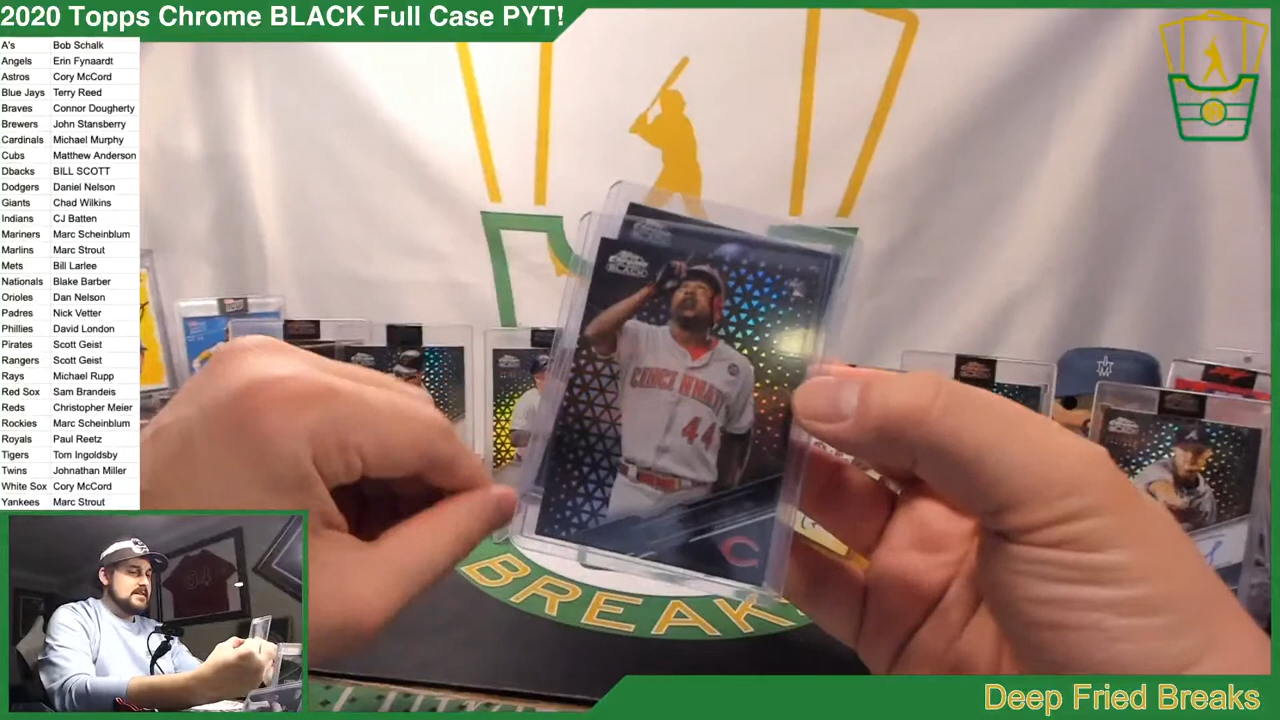 2020 Topps Chrome BLACK Full Case PYT!
A's Bob Schalk
Angels Erin Fynaardt
Astros Cory McCord
Blue Jays Terry Reed
Braves Connor Dougherty
Brewers John Stansberry
Cardinals Michael Murphy
Cubs Matthew Anderson
Dbacks BILL SCOTT
Dodgers Daniel Nelson
Giants Chad Wilkins
Indians CJ Batten
Mariners Marc Scheinblum
Marlins Marc Strout
Mets Bill Larlee
Nationals Blake Barber
Orioles Dan Nelson
Padres Nick Vetter
Phillies David London
Pirates Scott Geist
Rangers Scott Geist
Rays Michael Rupp
Red Sox Sam Brandeis
Reds Christopher Meier
Rockies Marc Scheinblum
Royals Paul Reetz
Tigers Tom Ingoldsby
Twins Johnathan Miller
White Sox Cory McCord
Yankees Marc Strout
CINCINNATI
44
C
BREAK
Deep Fried Breaks